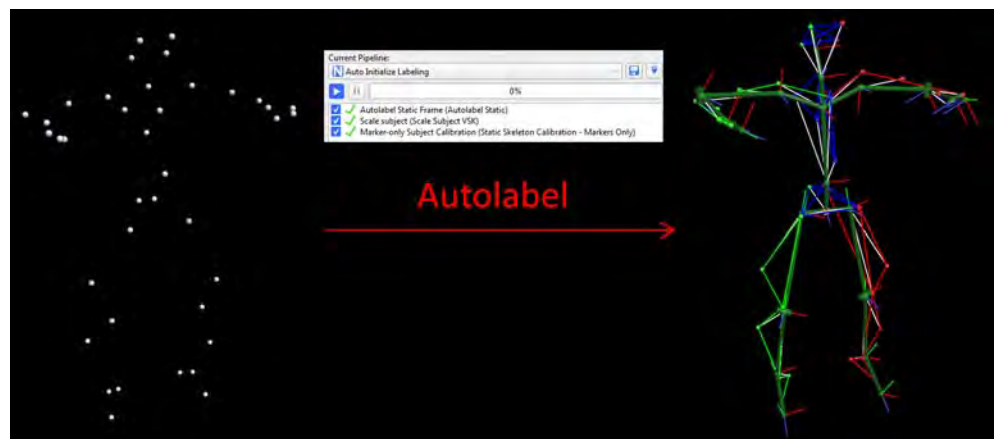 Current Pipeline:
Auto Initialize Labeling
0%
Autolabel Static Frame (Autolabel Static)
Scale subject (Scale Subject VSK)
Marker-only Subject Calibration (Static Skeleton Calibration - Markers Only)
Autolabel